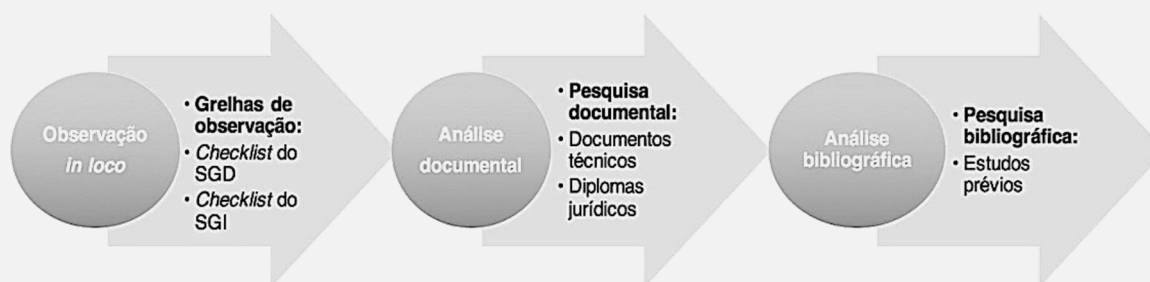 Observação
in loco
• Grelhas de
observação:
• Checklist do
SGD
• Checklist do
SGI
Análise
documental
• Pesquisa
documental:
• Documentos
técnicos
• Diplomas
jurídicos
Análise
bibliográfica
• Pesquisa
bibliográfica:
• Estudos
prévios